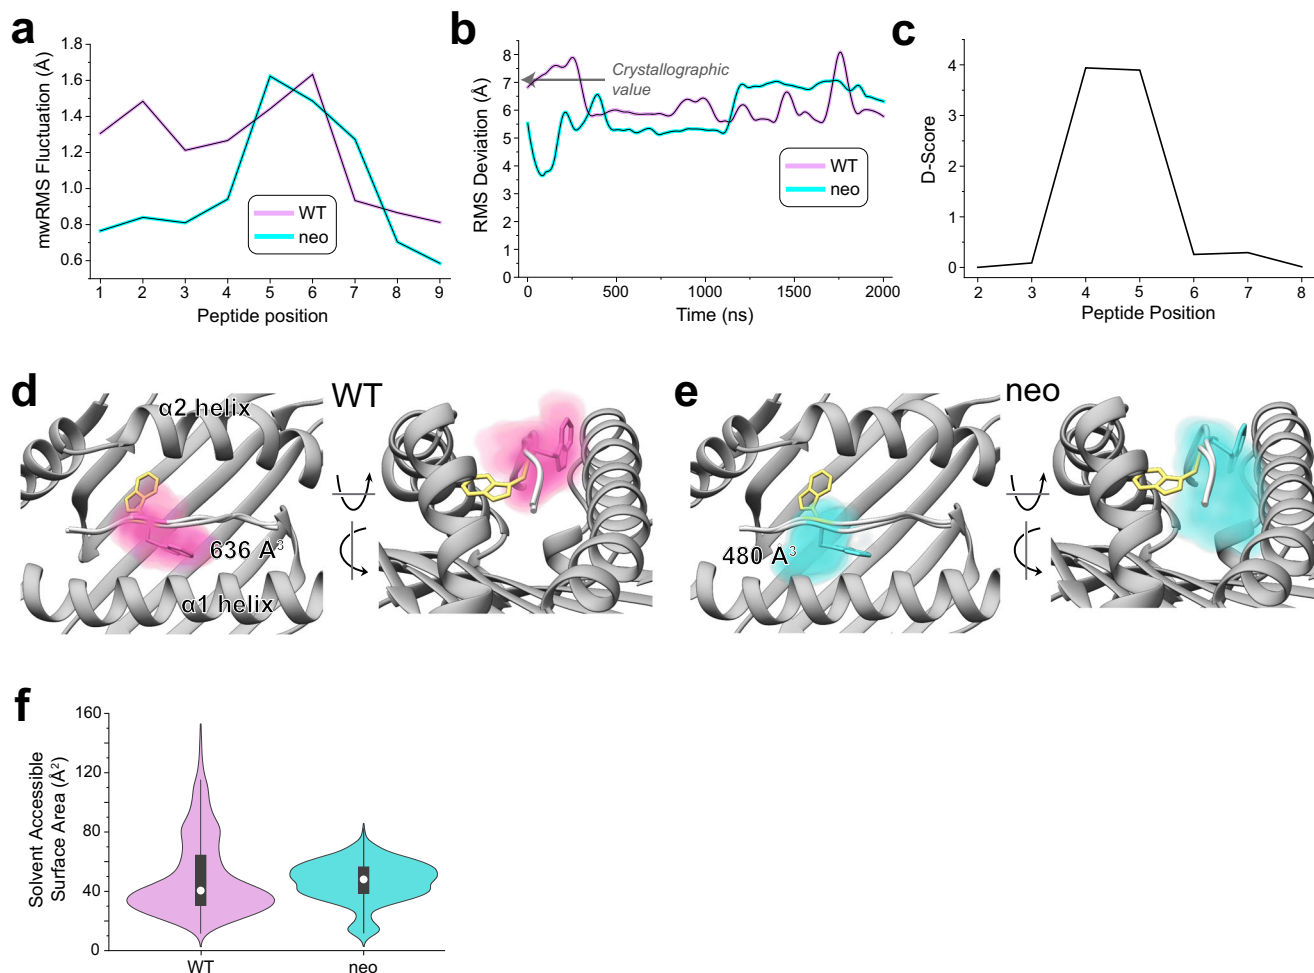 a
mwRMS Fluctuation (Å)
1.8
1.6
1.4
1.2
1.0
0.8
0.6
WT
neo
1 2 3 4 5 6 7 8 9
Peptide position
b
RMS Deviation (Å)
8
7
6
5
4
3
2
1
0
Crystallographic
value
WT
neo
0 500 1000 1500 2000
Time (ns)
c
D-Score
4
3
2
1
0
2 3 4 5 6 7 8
Peptide Position
d
α2 helix
WT
636 Å³
α1 helix
e
neo
480 Å³
f
Solvent Accessible
Surface Area (Å²)
160
120
80
40
0
WT neo